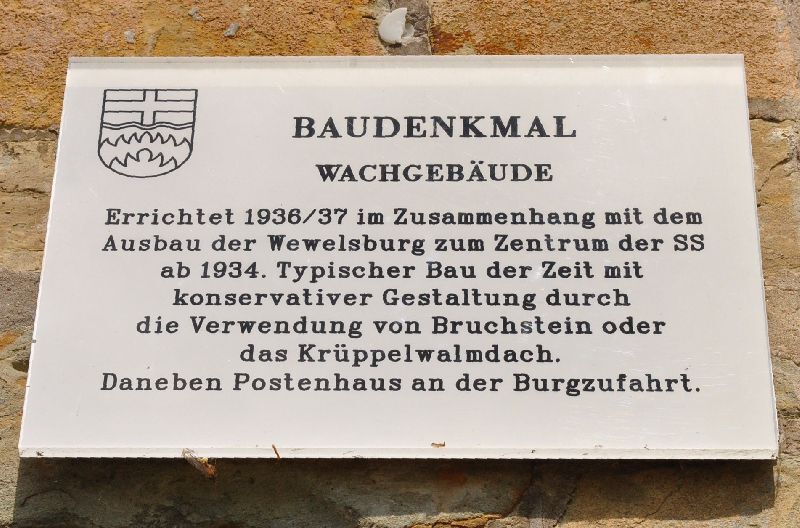 BAUDENKMAL
WACHGEBÄUDE
Errichtet 1936/37 im Zusammenhang mit dem
Ausbau der Wewelsburg zum Zentrum der SS
ab 1934. Typischer Bau der Zeit mit
konservativer Gestaltung durch
die Verwendung von Bruchstein oder
das Krüppelwalmdach.
Daneben Postenhaus an der Burgzufahrt.